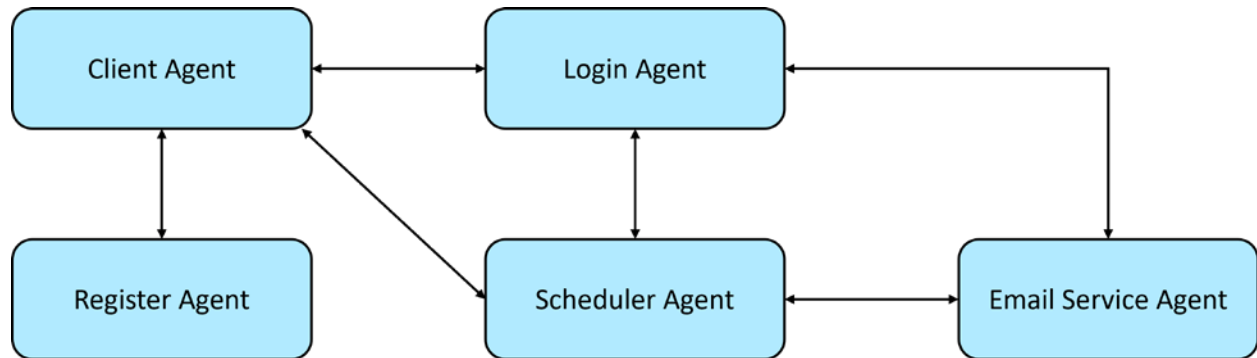 Client Agent
Login Agent
Register Agent
Scheduler Agent
Email Service Agent